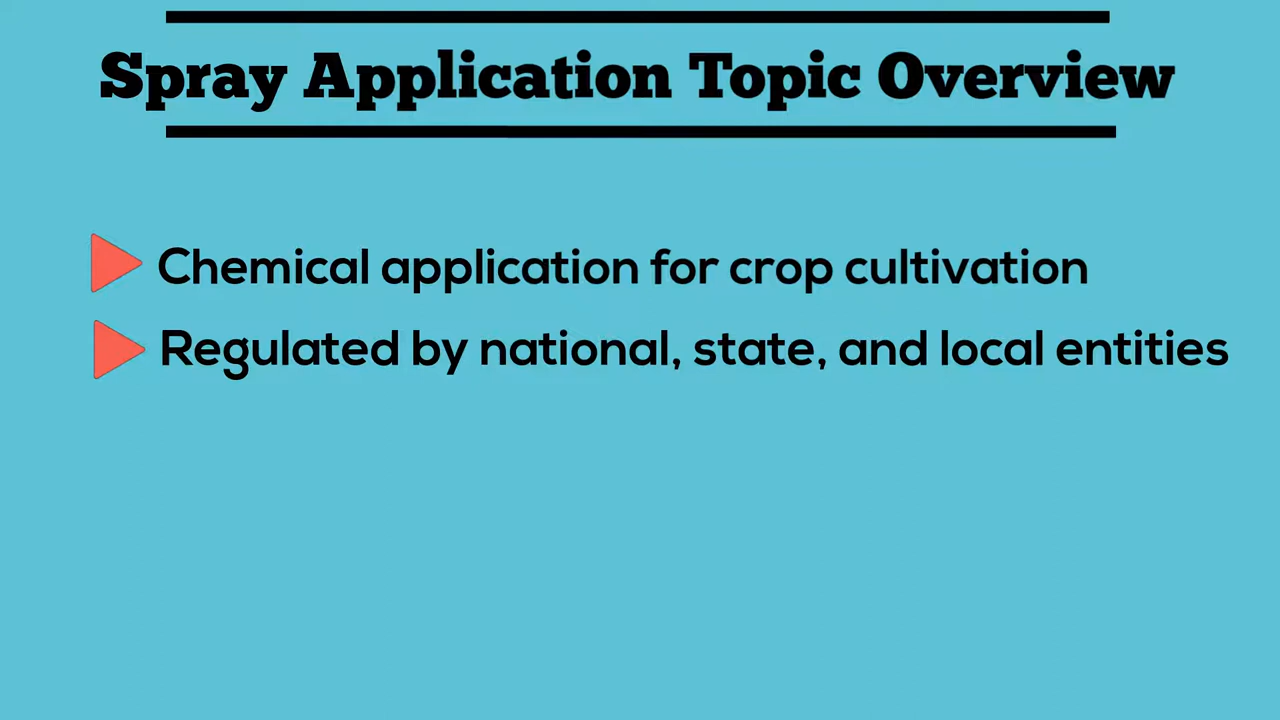 Spray Application Topic Overview
Chemical application for crop cultivation
Regulated by national, state, and local entities